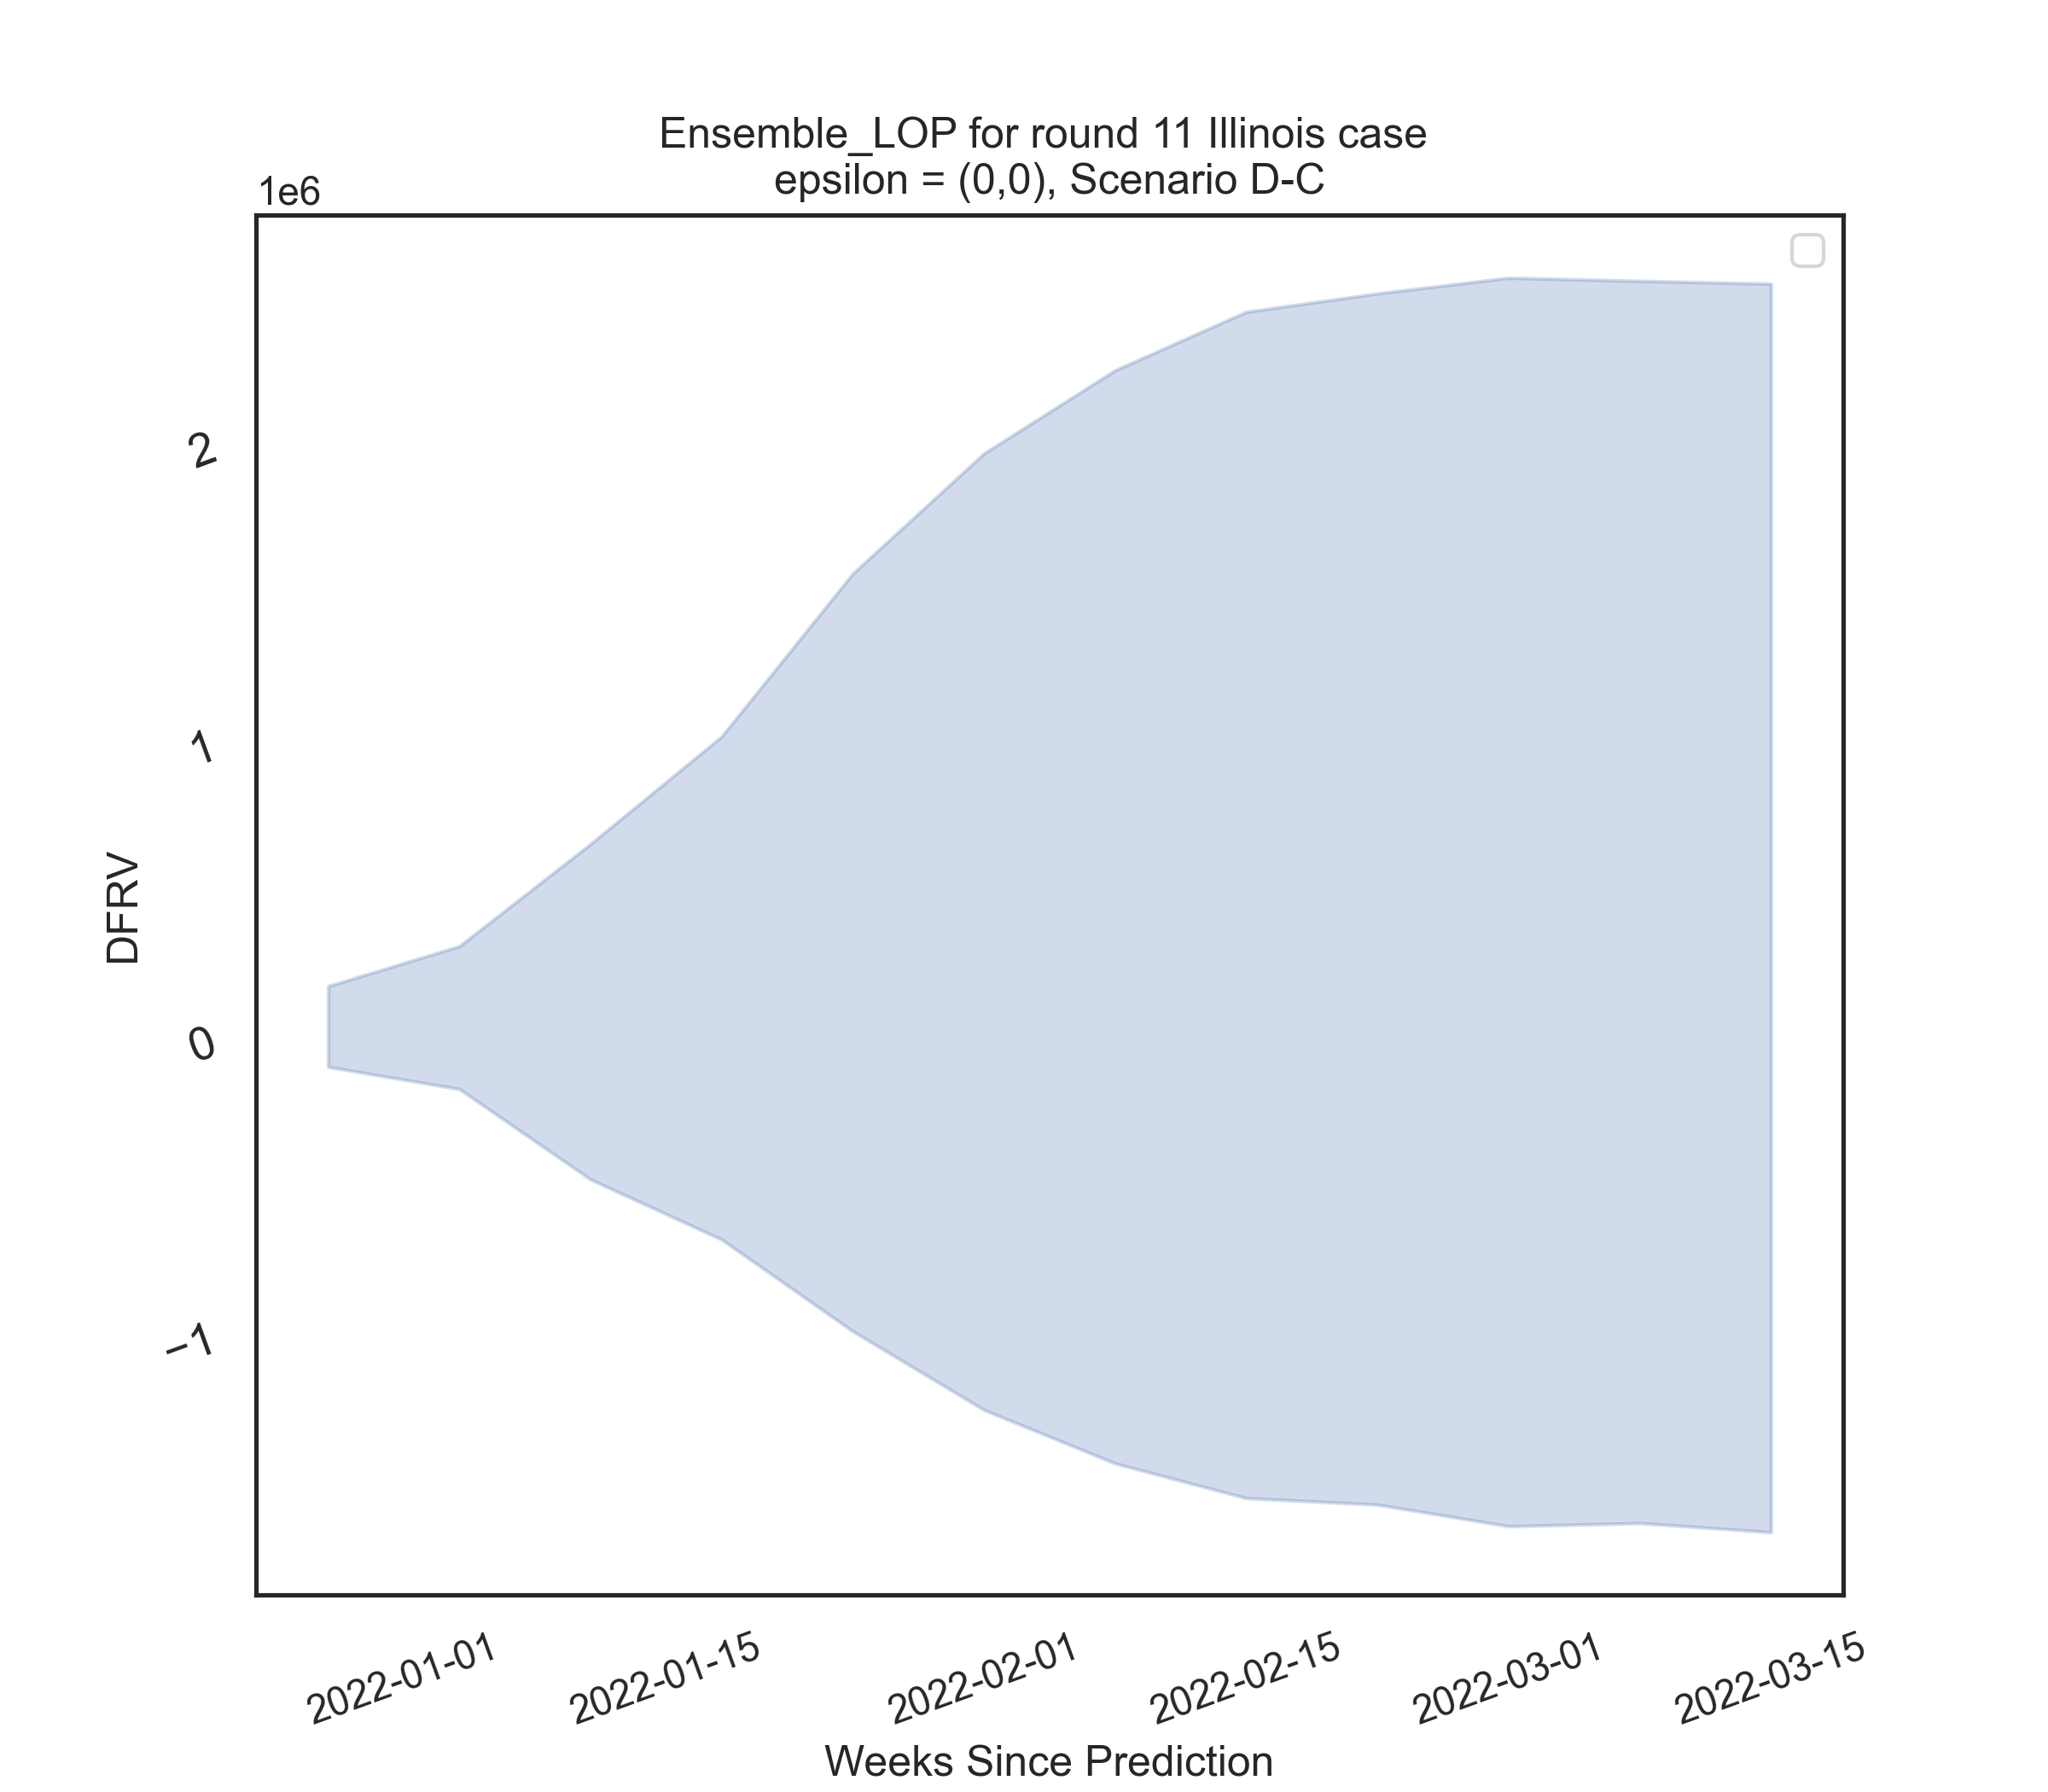 Ensemble_LOP for round 11 Illinois case
epsilon = (0,0), Scenario D-C
1e6
2
1
0
−1
DFRV
2022-01-01
2022-01-15
2022-02-01
2022-02-15
2022-03-01
2022-03-15
Weeks Since Prediction